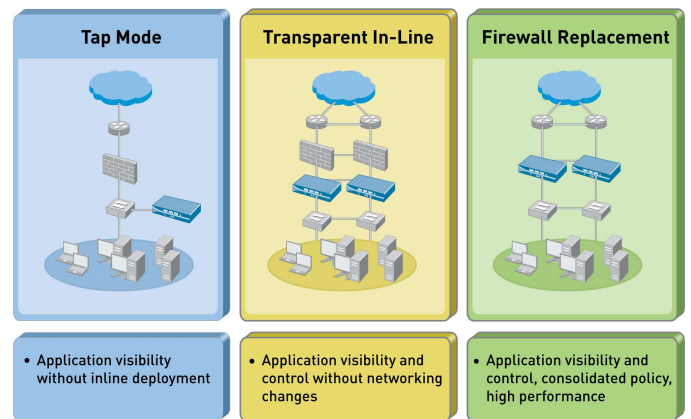 Tap Mode
Transparent In-Line
Firewall Replacement
• Application visibility
without inline deployment
• Application visibility and
control without networking
changes
• Application visibility and
control, consolidated policy,
high performance